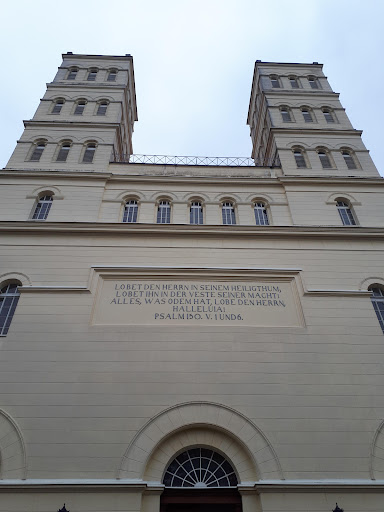 LOBET DEN HERRN IN SEINEM HEILIGTHUM;
LOBET IHN IN DER VESTE SEINER MACHT;
ALLES, WAS ODEM HAT, LOBE DEN HERRN,
HALLELUIA!
PSALM 150. V. 1 UND 6.